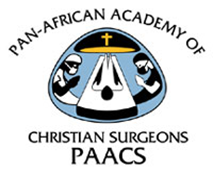 PAN-AFRICAN ACADEMY OF
CHRISTIAN SURGEONS
PAACS